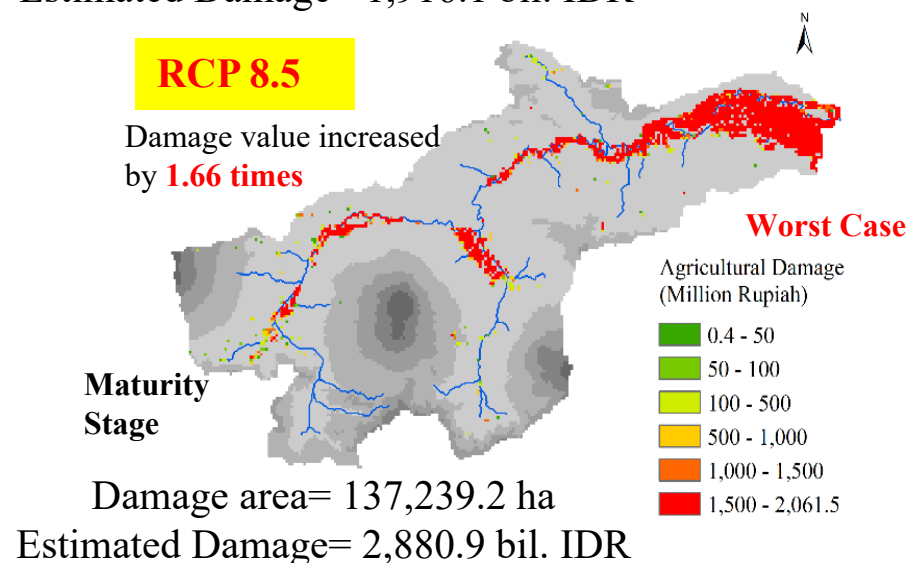 N
RCP 8.5
Damage value increased
by 1.66 times
Worst Case
Agricultural Damage
(Million Rupiah)
0.4 - 50
50 - 100
100 - 500
500 - 1,000
1,000 - 1,500
1,500 - 2,061.5
Maturity
Stage
Damage area= 137,239.2 ha
Estimated Damage= 2,880.9 bil. IDR